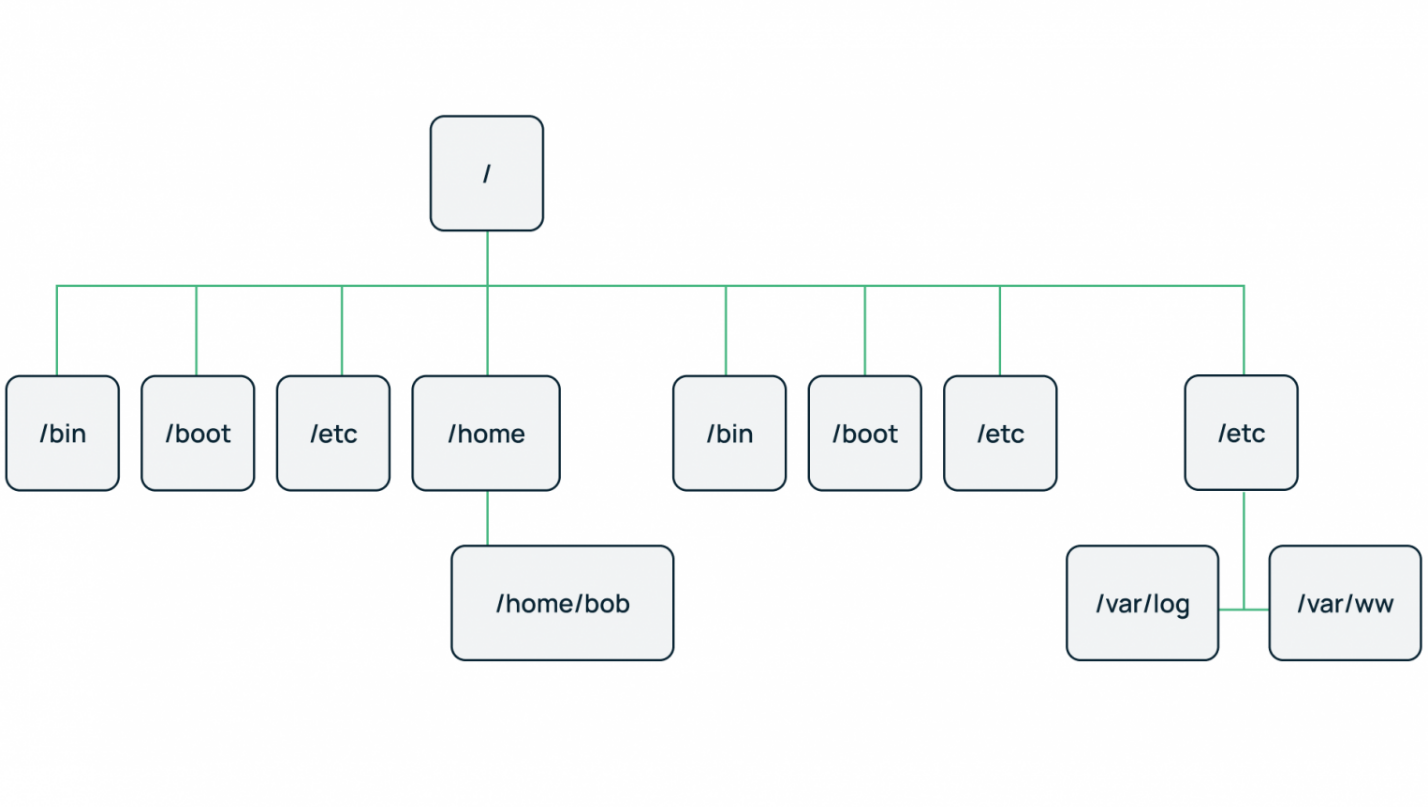 /
/bin
/boot
/etc
/home
/bin
/boot
/etc
/etc
/home/bob
/var/log
/var/ww